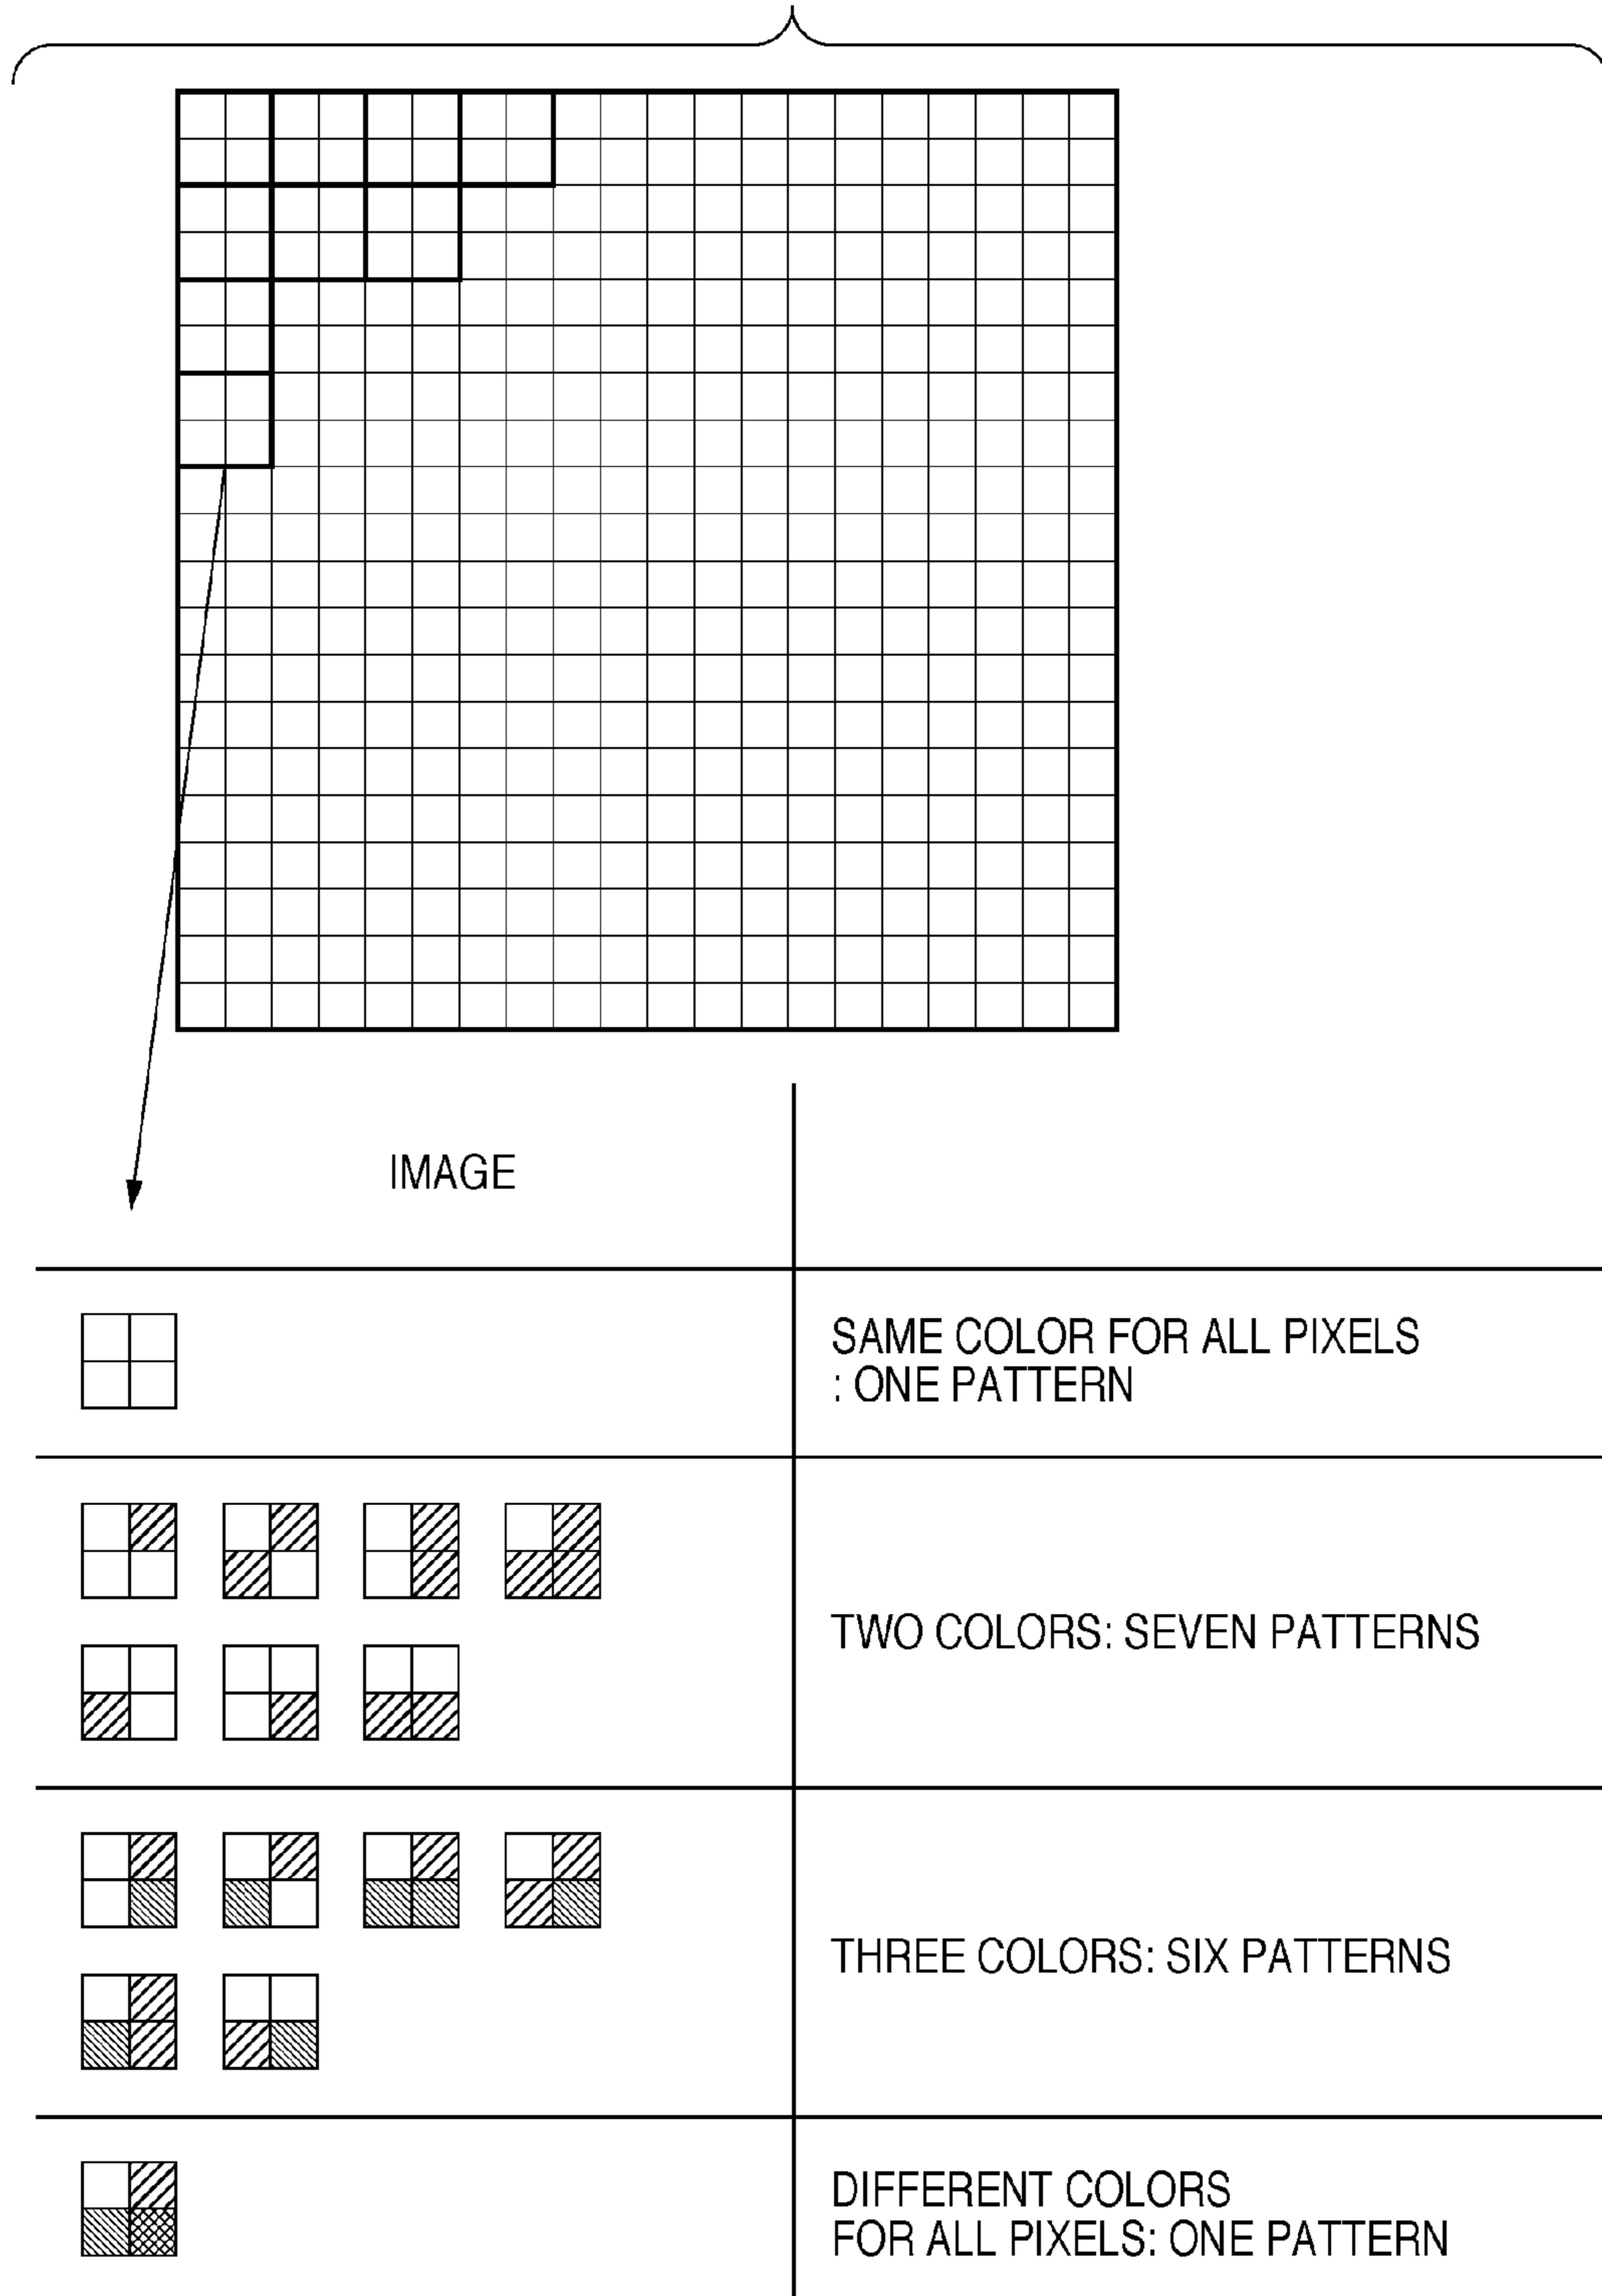 IMAGE
SAME COLOR FOR ALL PIXELS
: ONE PATTERN
TWO COLORS: SEVEN PATTERNS
THREE COLORS: SIX PATTERNS
DIFFERENT COLORS
FOR ALL PIXELS: ONE PATTERN